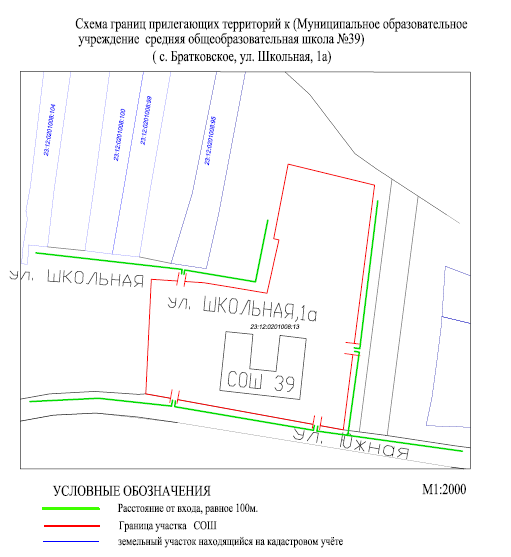 Схема границ прилегающих территорий к (Муниципальное образовательное
учреждение средняя общеобразовательная школа №39)
( с. Братковское, ул. Школьная, 1а)
23:12:0201008:104
23:12:0201008:100
23:12:0201008:99
23:12:0201008:96
ул. ШКОЛЬНАЯ
ул. ШКОЛЬНАЯ,1а
23:12:0201008:13
СОШ 39
ул. Южная
УСЛОВНЫЕ ОБОЗНАЧЕНИЯ
М1:2000
Расстояние от входа, равное 100м.
Граница участка СОШ
земельный участок находящийся на кадастровом учёте